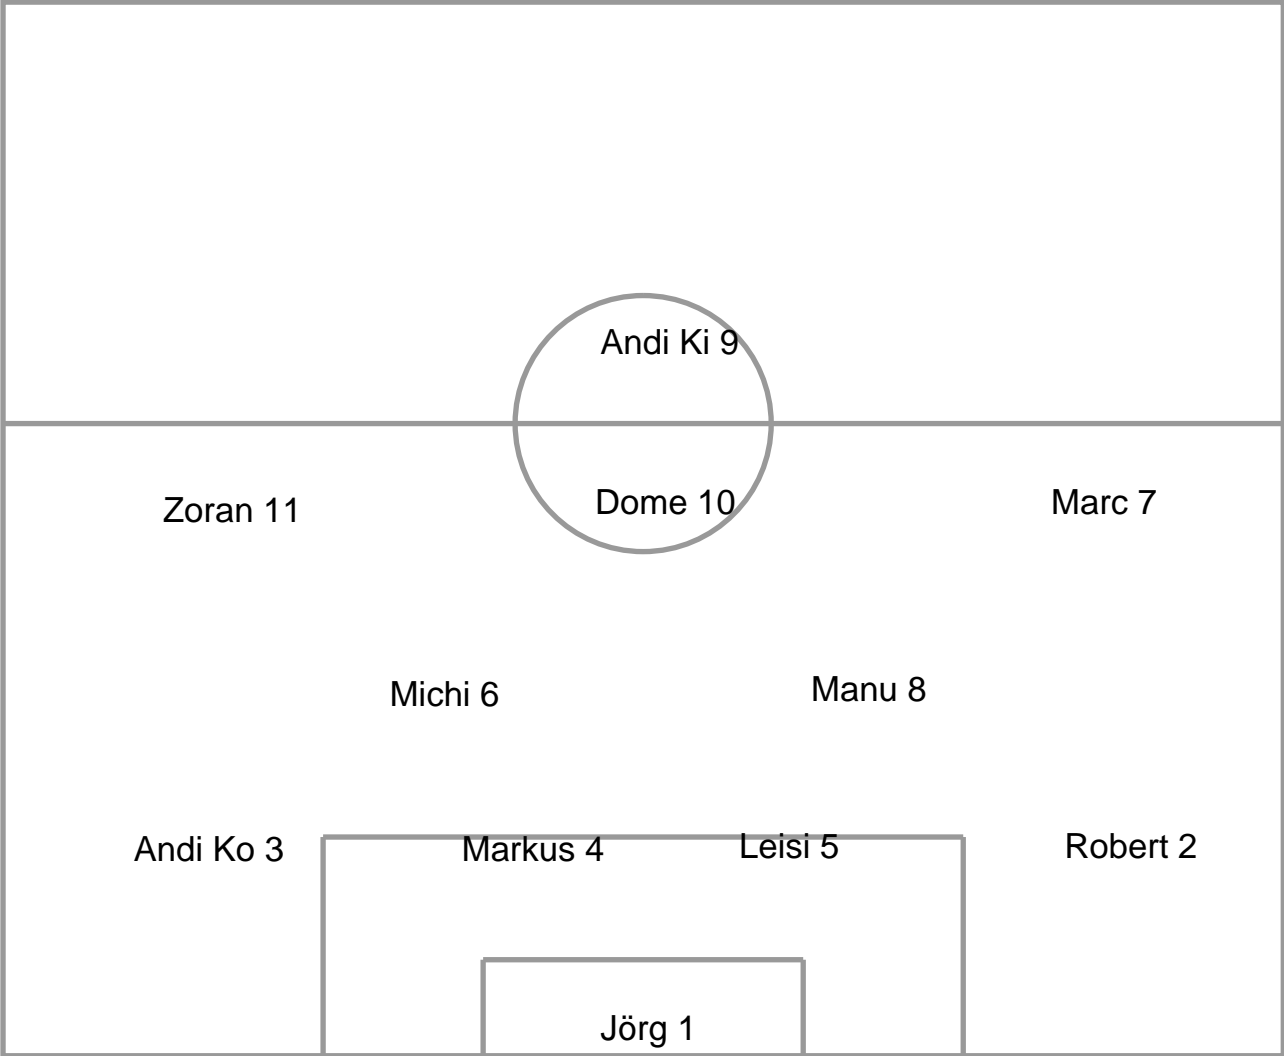 Andi Ki 9
Zoran 11
Dome 10
Marc 7
Michi 6
Manu 8
Andi Ko 3
Markus 4
Leisi 5
Robert 2
Jörg 1